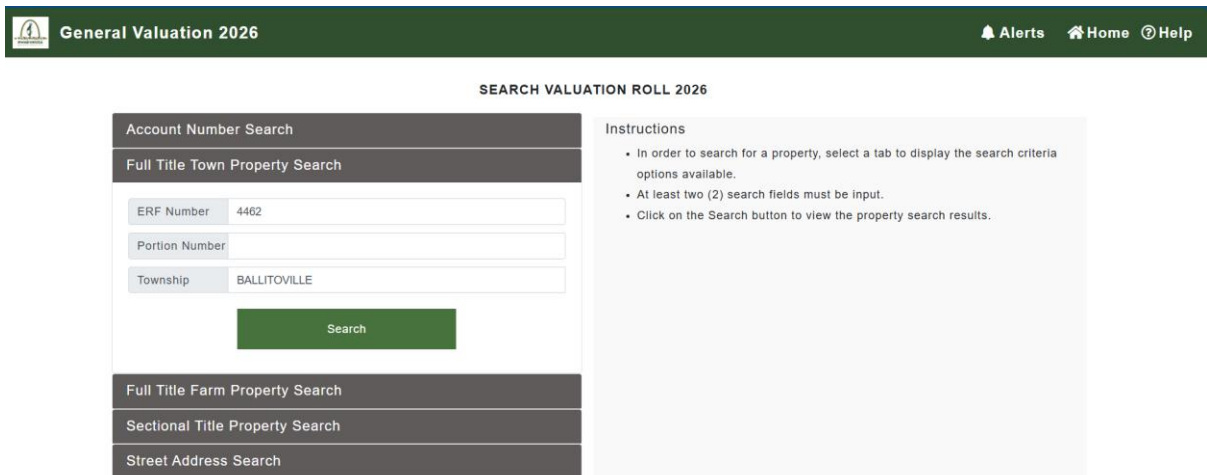 General Valuation 2026
Alerts Home Help
SEARCH VALUATION ROLL 2026
Account Number Search
Full Title Town Property Search
ERF Number 4462
Portion Number
Township BALLITOVILLE
Search
Full Title Farm Property Search
Sectional Title Property Search
Street Address Search
Instructions
• In order to search for a property, select a tab to display the search criteria
options available.
• At least two (2) search fields must be input.
• Click on the Search button to view the property search results.